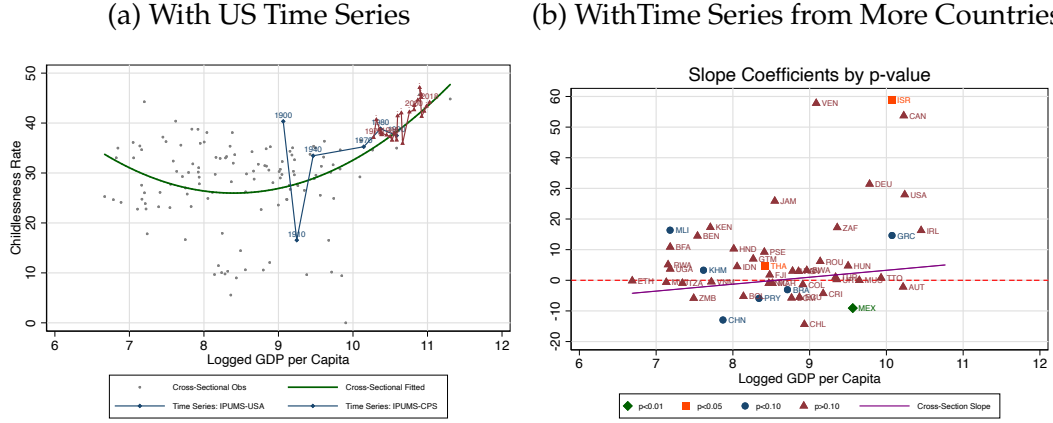 (a) With US Time Series
(b) WithTime Series from More Countries
Childlessness Rate
50
40
30
20
10
0
1900
1910
1940
1970
1980
2018
6 7 8 9 10 11 12
Logged GDP per Capita
Cross-Sectional Obs
Cross-Sectional Fitted
Time Series: IPUMS-USA
Time Series: IPUMS-CPS
Slope Coefficients by p-value
60
50
40
30
20
10
0
-10
-20
VEN
ISR
CAN
DEU
USA
JAM
KEN
ZAF
MLI
BEN
GRC
IRL
BFA
HND
PSE
GTM
ROU
RWA
UGA
KHM
IDN
THA
HUN
FJI
BWA
ETH
TZA
COL
MUS
TTO
AUT
ZMB
BOL
PRY
BRA
CRI
MEX
CHN
CHL
6 7 8 9 10 11 12
Logged GDP per Capita
p<0.01
p<0.05
p<0.10
p>0.10
Cross-Section Slope